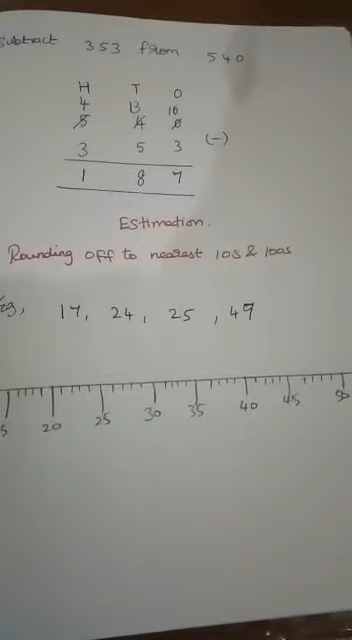 Subtract 353 from 540
H T O
4 13 10
5 4 0
3 5 3 (-)
1 8 7
Estimation.
Rounding off to nearest 10s & 100s
Eg, 17, 24, 25, 49
5 20 25 30 35 40 45 50